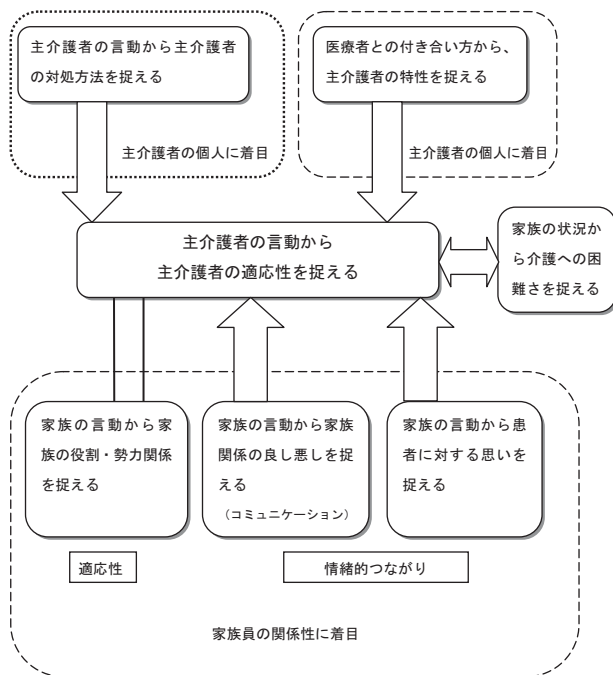 主介護者の言動から主介護者
の対処方法を捉える
主介護者の個人に着目
医療者との付き合い方から、
主介護者の特性を捉える
主介護者の個人に着目
主介護者の言動から
主介護者の適応性を捉える
家族の状況か
ら介護への困
難さを捉える
家族の言動から家
族の役割・勢力関係
を捉える
家族の言動から家族
関係の良し悪しを捉
える
（コミュニケーション）
家族の言動から患
者に対する思いを
捉える
適応性
情緒的つながり
家族員の関係性に着目